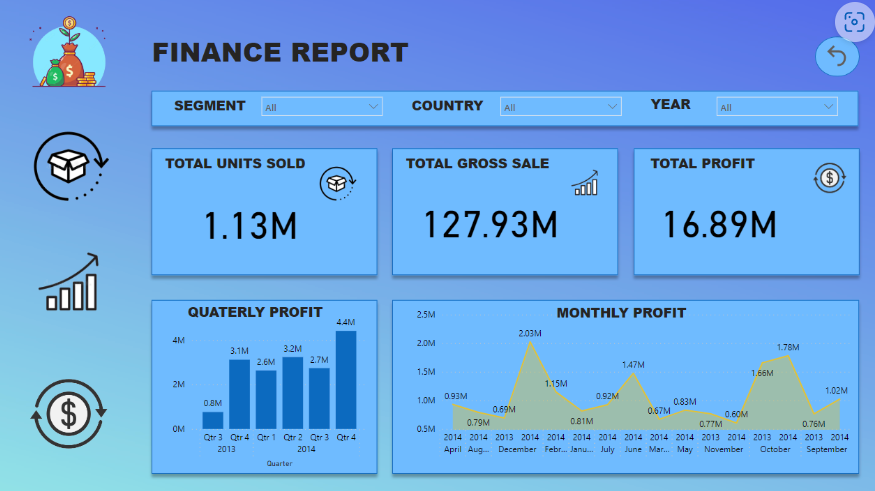 FINANCE REPORT
SEGMENT All COUNTRY All YEAR All
TOTAL UNITS SOLD
1.13M
TOTAL GROSS SALE
127.93M
TOTAL PROFIT
16.89M
QUATERLY PROFIT
4M
2M
0M
0.8M 3.1M 2.6M 3.2M 2.7M 4.4M
Qtr 3 Qtr 4 Qtr 1 Qtr 2 Qtr 3 Qtr 4
2013 2014
Quarter
MONTHLY PROFIT
2.5M
2.0M
1.5M
1.0M
0.5M
0.93M 0.79M 0.69M 2.03M 1.15M 0.81M 0.92M 1.47M 0.67M 0.83M 0.77M 0.60M 1.66M 1.78M 0.76M 1.02M
2014 2014 2013 2014 2014 2014 2014 2014 2014 2014 2013 2014 2013 2014 2013 2014
April Aug... December Febr... Janu... July June Mar... May November October September